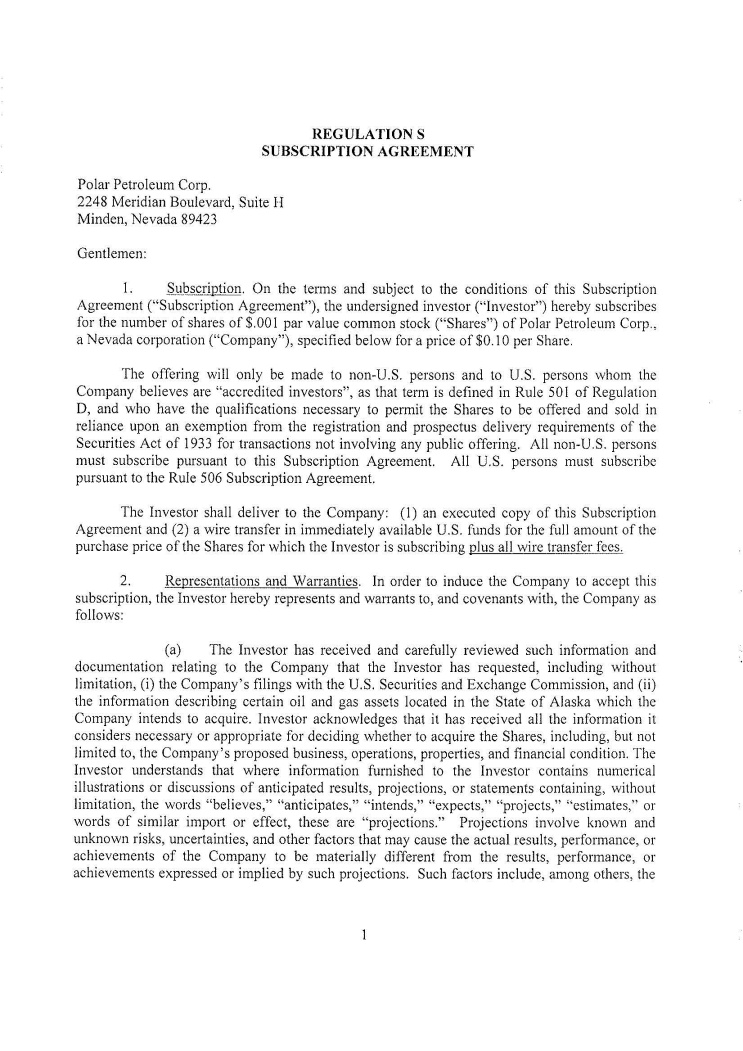 REGULATION S
SUBSCRIPTION AGREEMENT
Polar Petroleum Corp.
2248 Meridian Boulevard, Suite H
Minden, Nevada 89423
Gentlemen:
1. Subscription. On the terms and subject to the conditions of this Subscription
Agreement (“Subscription Agreement”), the undersigned investor (“Investor”) hereby subscribes
for the number of shares of $.001 par value common stock (“Shares”) of Polar Petroleum Corp.,
a Nevada corporation (“Company”), specified below for a price of $0.10 per Share.
The offering will only be made to non-U.S. persons and to U.S. persons whom the
Company believes are “accredited investors”, as that term is defined in Rule 501 of Regulation
D, and who have the qualifications necessary to permit the Shares to be offered and sold in
reliance upon an exemption from the registration and prospectus delivery requirements of the
Securities Act of 1933 for transactions not involving any public offering. All non-U.S. persons
must subscribe pursuant to this Subscription Agreement. All U.S. persons must subscribe
pursuant to the Rule 506 Subscription Agreement.
The Investor shall deliver to the Company: (1) an executed copy of this Subscription
Agreement and (2) a wire transfer in immediately available U.S. funds for the full amount of the
purchase price of the Shares for which the Investor is subscribing plus all wire transfer fees.
2. Representations and Warranties. In order to induce the Company to accept this
subscription, the Investor hereby represents and warrants to, and covenants with, the Company as
follows:
(a) The Investor has received and carefully reviewed such information and
documentation relating to the Company that the Investor has requested, including without
limitation, (i) the Company’s filings with the U.S. Securities and Exchange Commission, and (ii)
the information describing certain oil and gas assets located in the State of Alaska which the
Company intends to acquire. Investor acknowledges that it has received all the information it
considers necessary or appropriate for deciding whether to acquire the Shares, including, but not
limited to, the Company’s proposed business, operations, properties, and financial condition. The
Investor understands that where information furnished to the Investor contains numerical
illustrations or discussions of anticipated results, projections, or statements containing, without
limitation, the words “believes,” “anticipates,” “intends,” “expects,” “projects,” “estimates,” or
words of similar import or effect, these are “projections.” Projections involve known and
unknown risks, uncertainties, and other factors that may cause the actual results, performance, or
achievements of the Company to be materially different from the results, performance, or
achievements expressed or implied by such projections. Such factors include, among others, the
1